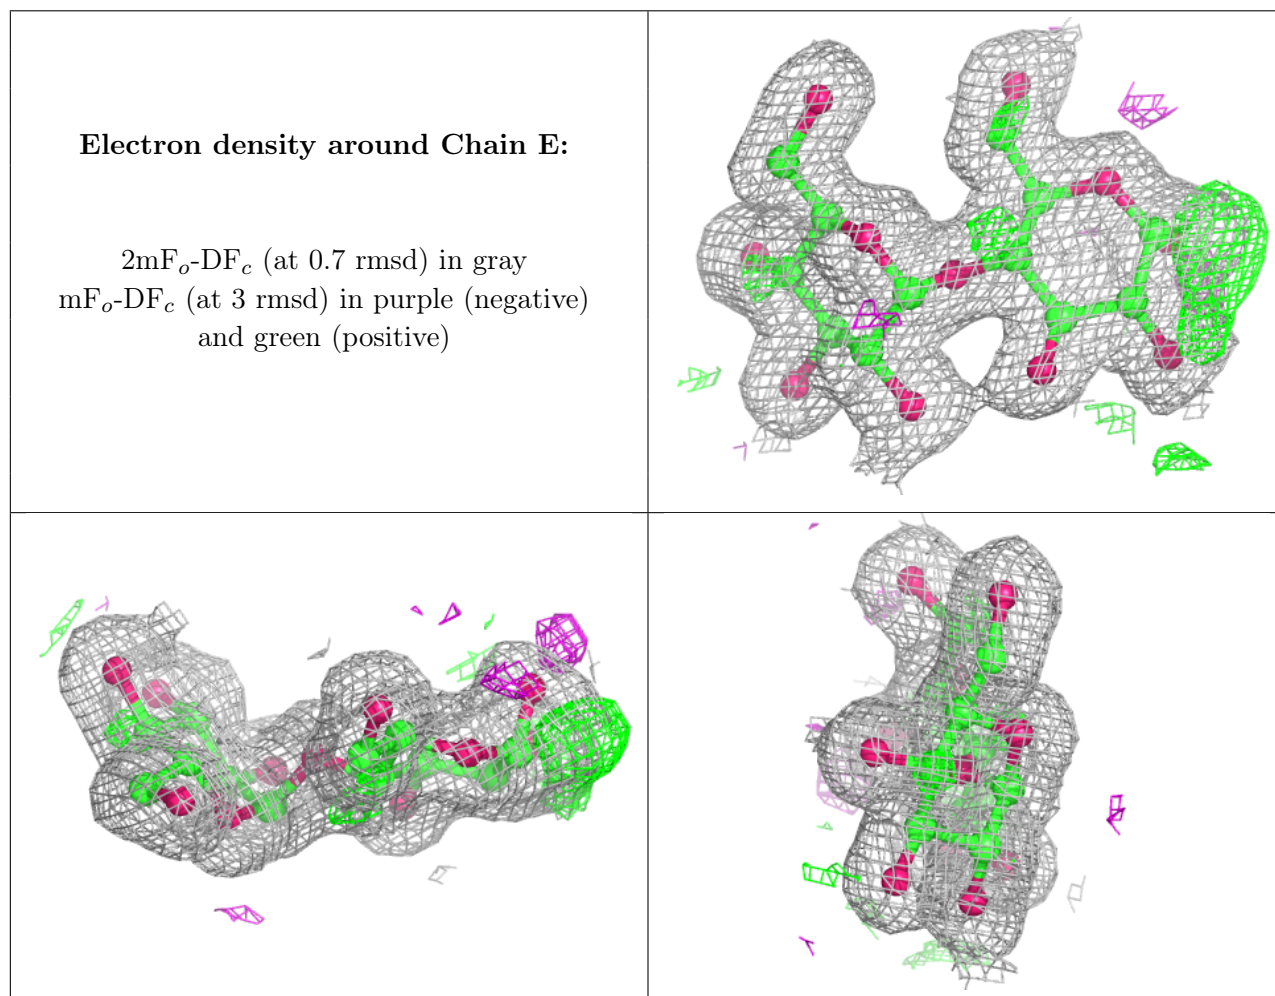 Electron density around Chain E:
2mFₒ-DF𝒸 (at 0.7 rmsd) in gray
mFₒ-DF𝒸 (at 3 rmsd) in purple (negative)
and green (positive)